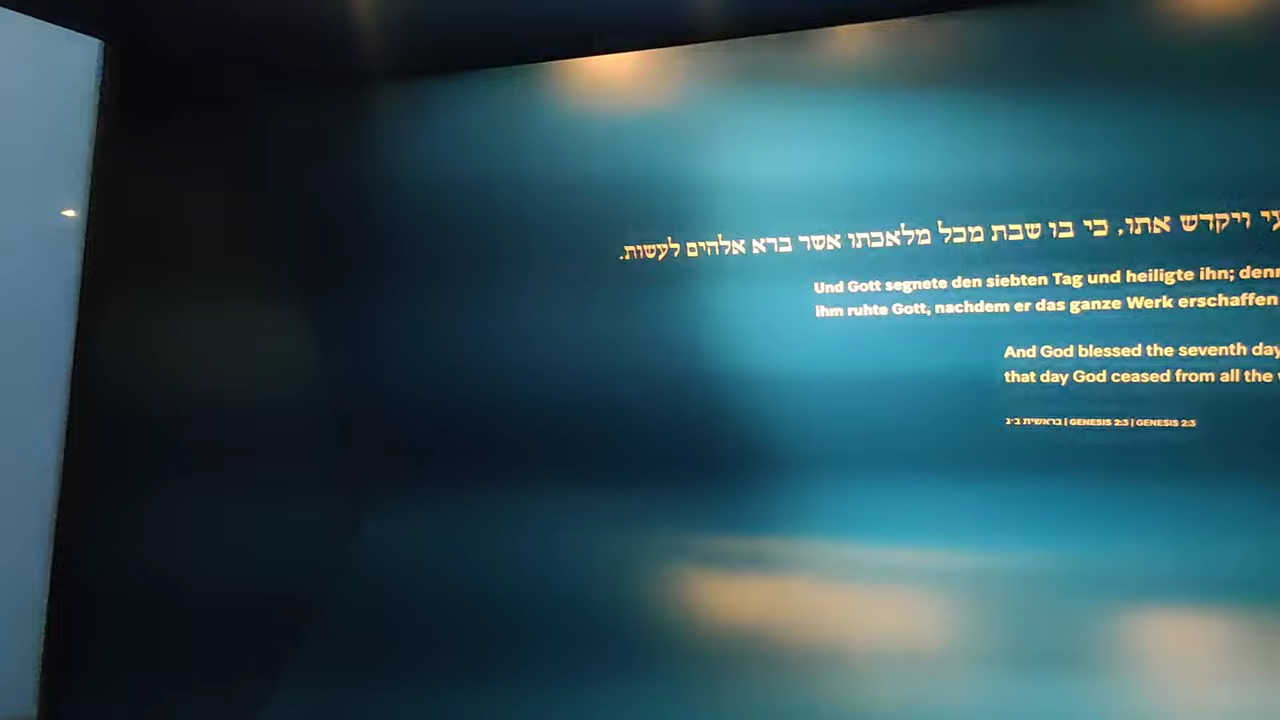 ויקדש אתו, כי בו שבת מכל מלאכתו אשר ברא אלהים לעשות.
Und Gott segnete den siebten Tag und heiligte ihn; denn
ihm ruhte Gott, nachdem er das ganze Werk erschaffen
And God blessed the seventh day
that day God ceased from all the
בראשית ב׳ג | GENESIS 2:3 | GENESIS 2:3